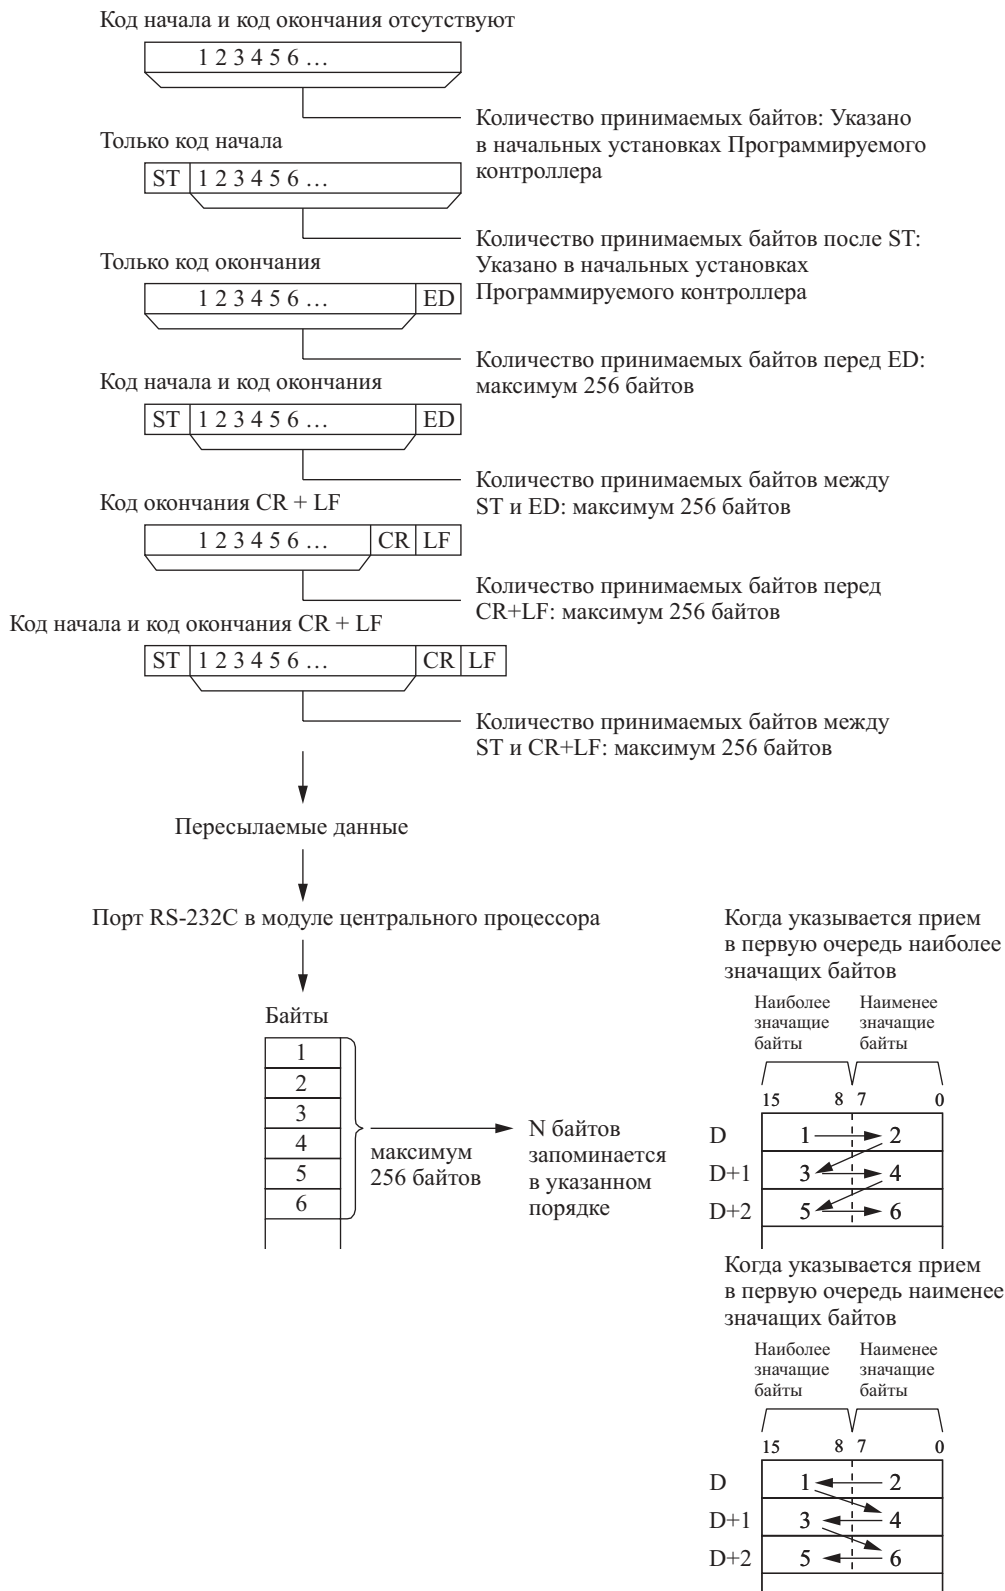 Код начала и код окончания отсутствуют
1 2 3 4 5 6 …
Количество принимаемых байтов: Указано
в начальных установках Программируемого
контроллера
Только код начала
ST 1 2 3 4 5 6 …
Количество принимаемых байтов после ST:
Указано в начальных установках
Программируемого контроллера
Только код окончания
1 2 3 4 5 6 … ED
Количество принимаемых байтов перед ED:
максимум 256 байтов
Код начала и код окончания
ST 1 2 3 4 5 6 … ED
Количество принимаемых байтов между
ST и ED: максимум 256 байтов
Код окончания CR + LF
1 2 3 4 5 6 … CR LF
Количество принимаемых байтов перед
CR+LF: максимум 256 байтов
Код начала и код окончания CR + LF
ST 1 2 3 4 5 6 … CR LF
Количество принимаемых байтов между
ST и CR+LF: максимум 256 байтов
Пересылаемые данные
Порт RS-232C в модуле центрального процессора
Байты
1
2
3
4
5
6
максимум
256 байтов
N байтов
запоминается
в указанном
порядке
Когда указывается прием
в первую очередь наиболее
значащих байтов
Наиболее
значащие
байты
Наименее
значащие
байты
15 8 7 0
D 1 2
D+1 3 4
D+2 5 6
Когда указывается прием
в первую очередь наименее
значащих байтов
Наиболее
значащие
байты
Наименее
значащие
байты
15 8 7 0
D 1 2
D+1 3 4
D+2 5 6